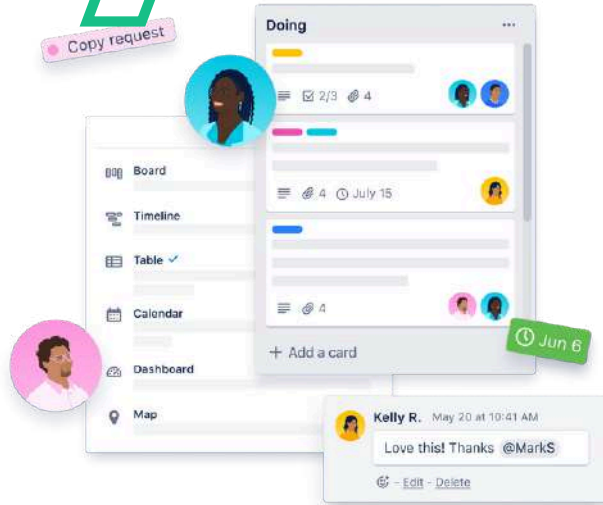 Copy request
Doing
2/3 4
4 July 15
4
+ Add a card
Board
Timeline
Table
Calendar
Dashboard
Map
Jun 6
Kelly R. May 20 at 10:41 AM
Love this! Thanks @MarkS
- Edit - Delete